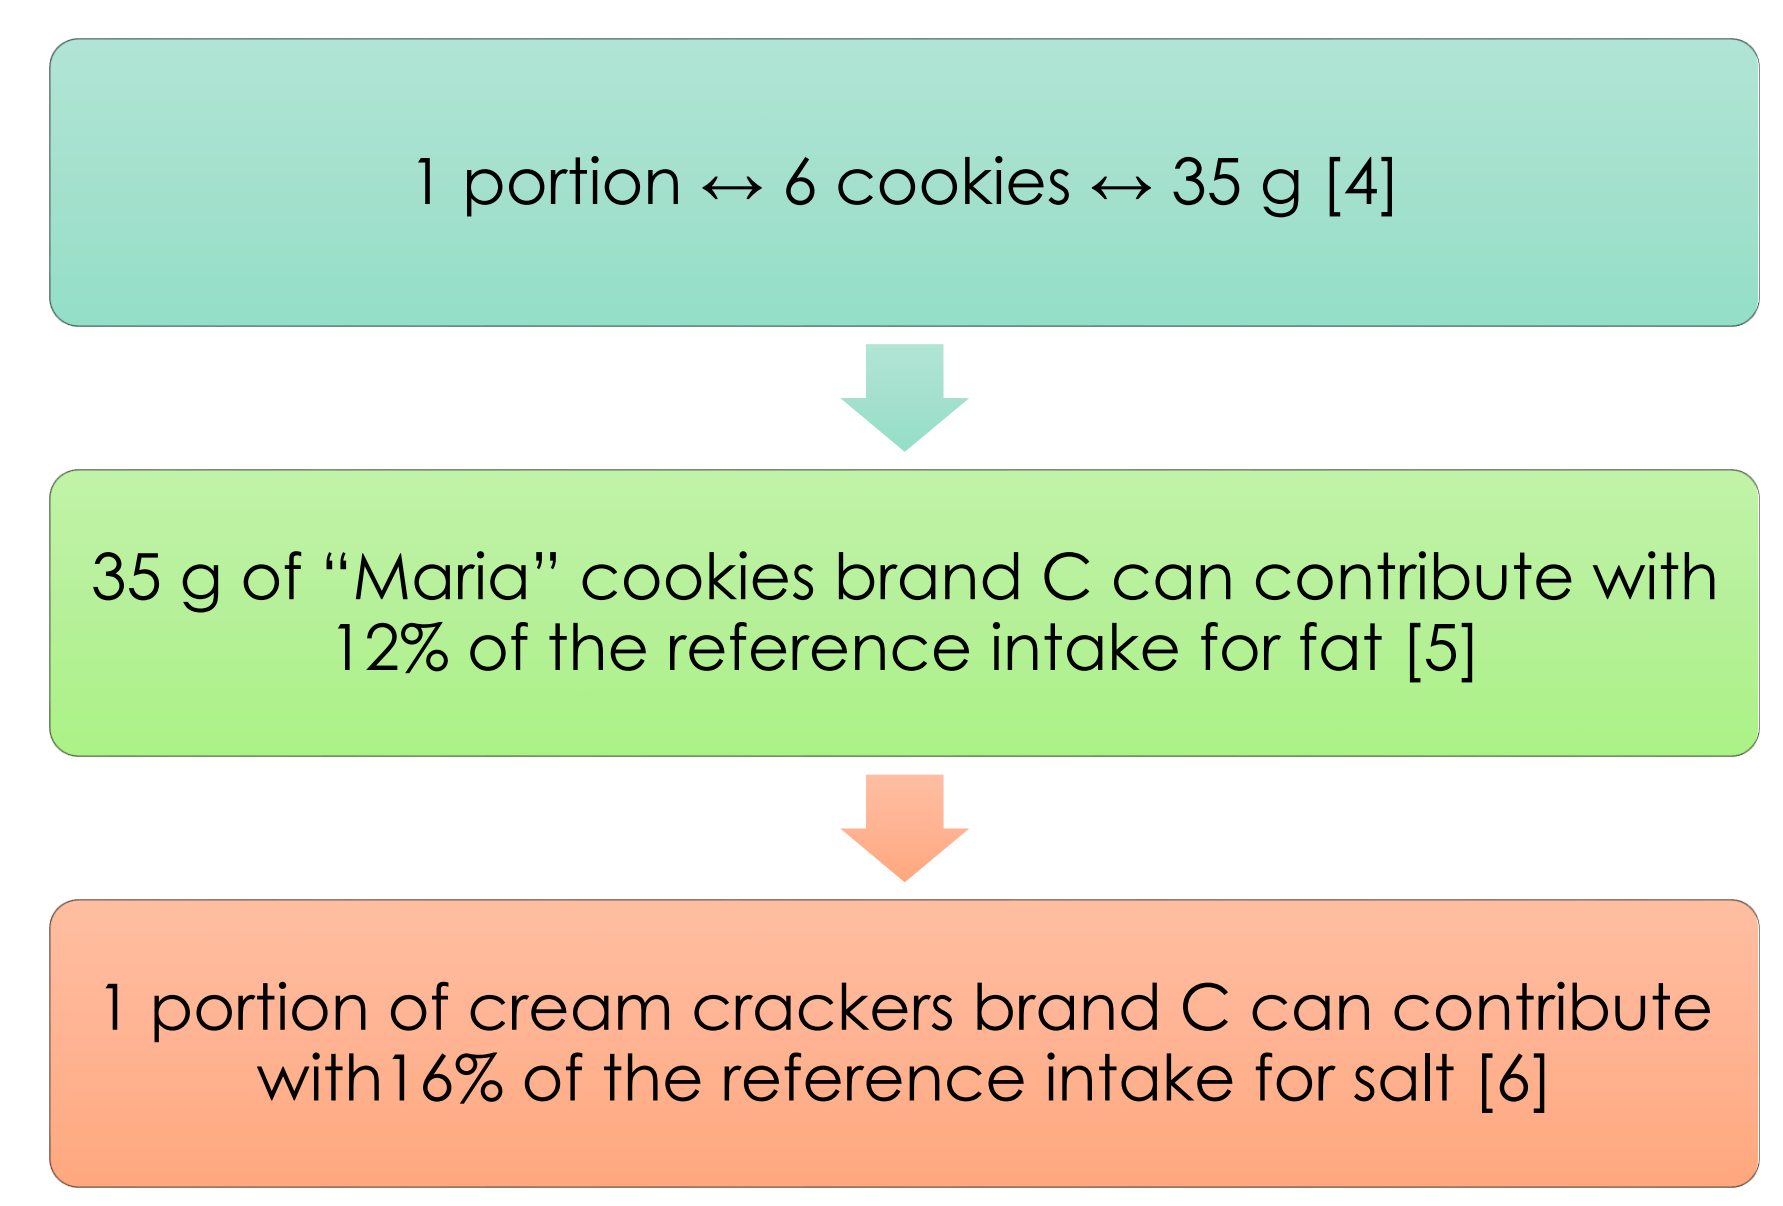 1 portion ↔ 6 cookies ↔ 35 g [4]
35 g of “Maria” cookies brand C can contribute with
12% of the reference intake for fat [5]
1 portion of cream crackers brand C can contribute
with16% of the reference intake for salt [6]